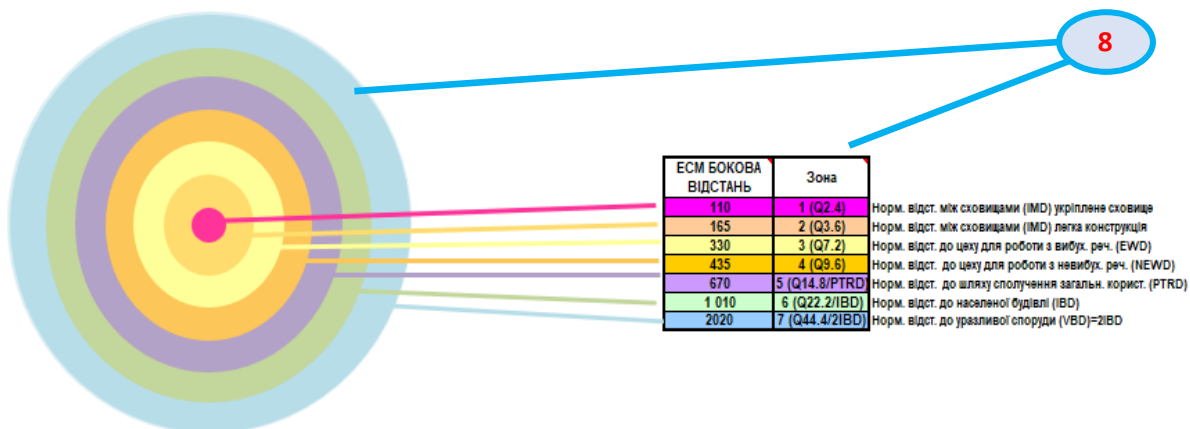 8
ЕСМ БОКОВА ВІДСТАНЬ Зона
110 1 (Q2.4) Норм. відст. між сховищами (IMD) укріплене сховище
165 2 (Q3.6) Норм. відст. між сховищами (IMD) легка конструкція
330 3 (Q7.2) Норм. відст. до цеху для роботи з вибух. реч. (EWD)
435 4 (Q9.6) Норм. відст. до цеху для роботи з невибух. реч. (NEWD)
670 5 (Q14.8/PTRD) Норм. відст. до шляху сполучення загальн. корист. (PTRD)
1 010 6 (Q22.2/IBD) Норм. відст. до населеної будівлі (IBD)
2020 7 (Q44.4/2IBD) Норм. відст. до уразливої споруди (VBD)=2IBD